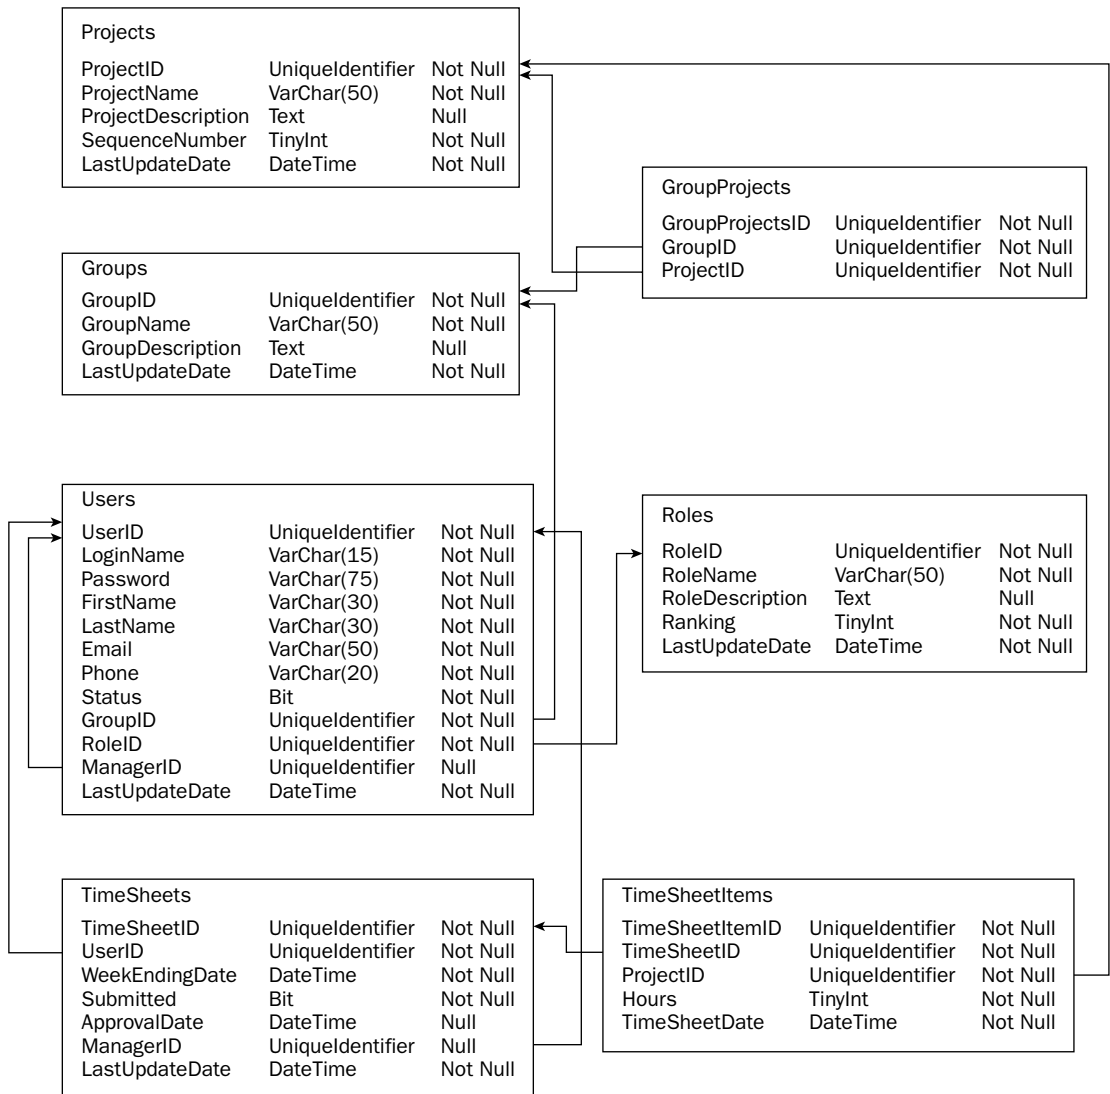 Projects
ProjectID UniqueIdentifier Not Null
ProjectName VarChar(50) Not Null
ProjectDescription Text Null
SequenceNumber TinyInt Not Null
LastUpdateDate DateTime Not Null
GroupProjects
GroupProjectsID UniqueIdentifier Not Null
GroupID UniqueIdentifier Not Null
ProjectID UniqueIdentifier Not Null
Groups
GroupID UniqueIdentifier Not Null
GroupName VarChar(50) Not Null
GroupDescription Text Null
LastUpdateDate DateTime Not Null
Users
UserID UniqueIdentifier Not Null
LoginName VarChar(15) Not Null
Password VarChar(75) Not Null
FirstName VarChar(30) Not Null
LastName VarChar(30) Not Null
Email VarChar(50) Not Null
Phone VarChar(20) Not Null
Status Bit Not Null
GroupID UniqueIdentifier Not Null
RoleID UniqueIdentifier Not Null
ManagerID UniqueIdentifier Null
LastUpdateDate DateTime Not Null
Roles
RoleID UniqueIdentifier Not Null
RoleName VarChar(50) Not Null
RoleDescription Text Null
Ranking TinyInt Not Null
LastUpdateDate DateTime Not Null
TimeSheets
TimeSheetID UniqueIdentifier Not Null
UserID UniqueIdentifier Not Null
WeekEndingDate DateTime Not Null
Submitted Bit Not Null
ApprovalDate DateTime Null
ManagerID UniqueIdentifier Null
LastUpdateDate DateTime Not Null
TimeSheetItems
TimeSheetItemID UniqueIdentifier Not Null
TimeSheetID UniqueIdentifier Not Null
ProjectID UniqueIdentifier Not Null
Hours TinyInt Not Null
TimeSheetDate DateTime Not Null